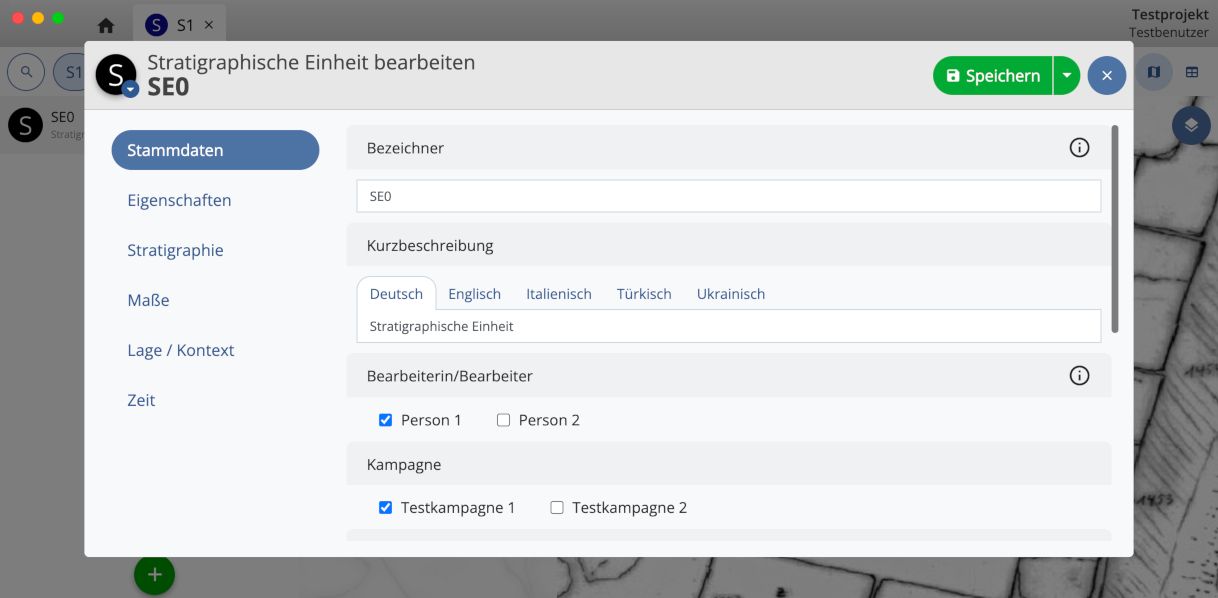 S S1 ×
Testprojekt
Testbenutzer
S1
S SE0
Stratigr
S Stratigraphische Einheit bearbeiten
SE0
Speichern
Stammdaten
Eigenschaften
Stratigraphie
Maße
Lage / Kontext
Zeit
Bezeichner
SE0
Kurzbeschreibung
Deutsch Englisch Italienisch Türkisch Ukrainisch
Stratigraphische Einheit
Bearbeiterin/Bearbeiter
Person 1 Person 2
Kampagne
Testkampagne 1 Testkampagne 2